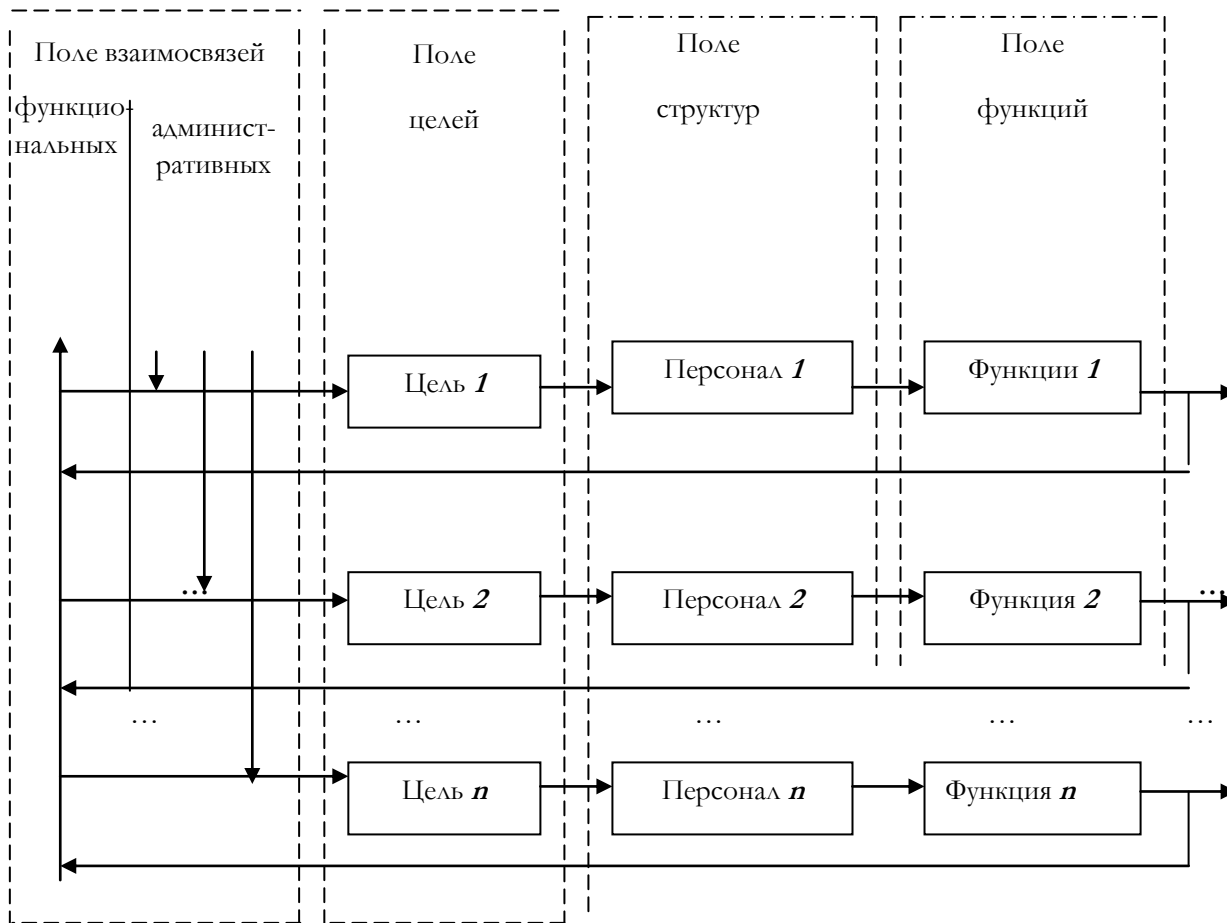 Поле взаимосвязей
функцио-
нальных
админист-
ративных
Поле
целей
Поле
структур
Поле
функций
Цель 1
Персонал 1
Функции 1
...
Цель 2
Персонал 2
Функция 2
...
... ... ... ... ...
Цель n
Персонал n
Функция n